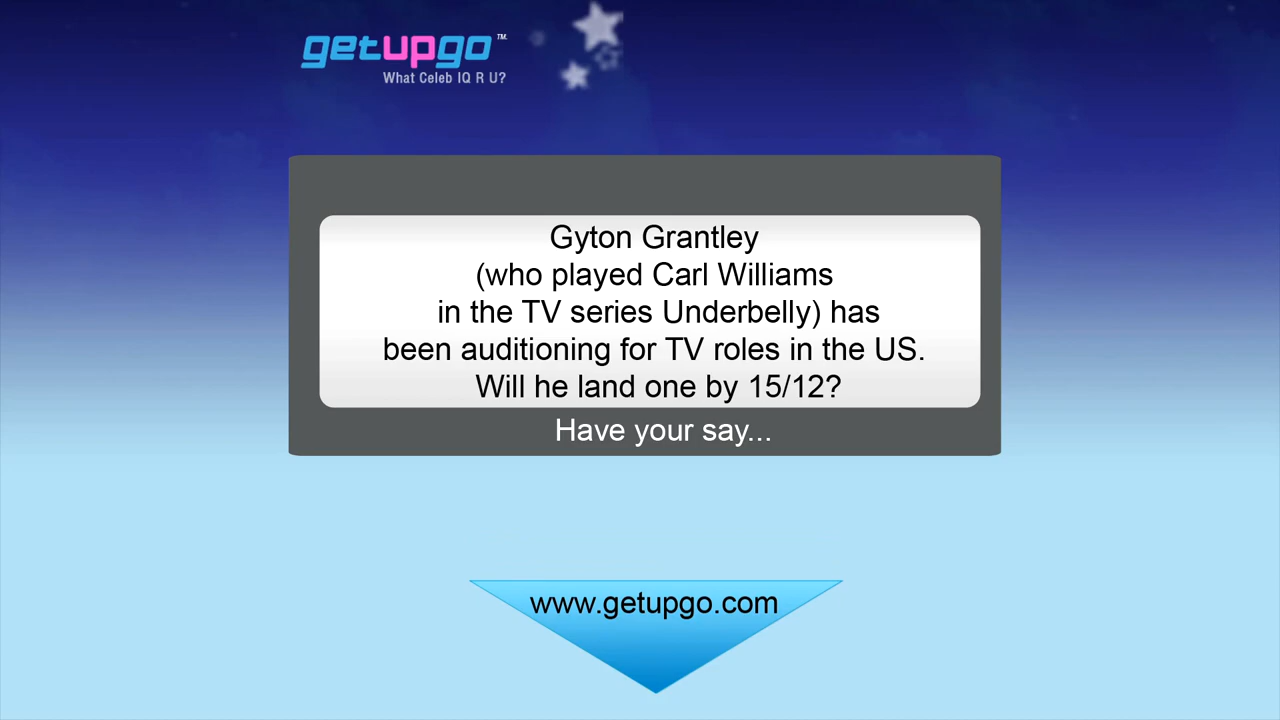 getupgo™
What Celeb IQ R U?
Gyton Grantley
(who played Carl Williams
in the TV series Underbelly) has
been auditioning for TV roles in the US.
Will he land one by 15/12?
Have your say...
www.getupgo.com